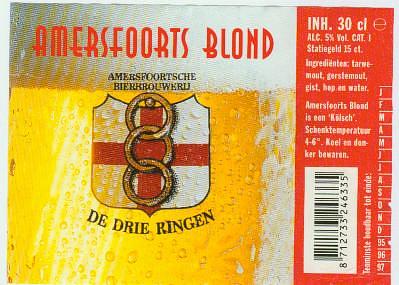 AMERSFOORTS BLOND
AMERSFOORTSCHE
BIERBROUWERIJ
DE DRIE RINGEN
INH. 30 cl ℮
ALC. 5% Vol. CAT. I
Statiegeld 15 ct.
Ingrediënten: tarwe-
mout, gerstemout,
gist, hop en water.
Amersfoorts Blond
is een 'Kölsch'.
Schenktemperatuur
4-6°. Koel en don-
ker bewaren.
8 712733 246335
Tenminste houdbaar tot einde:
J
F
M
A
M
J
J
A
S
O
N
D
95
96
97